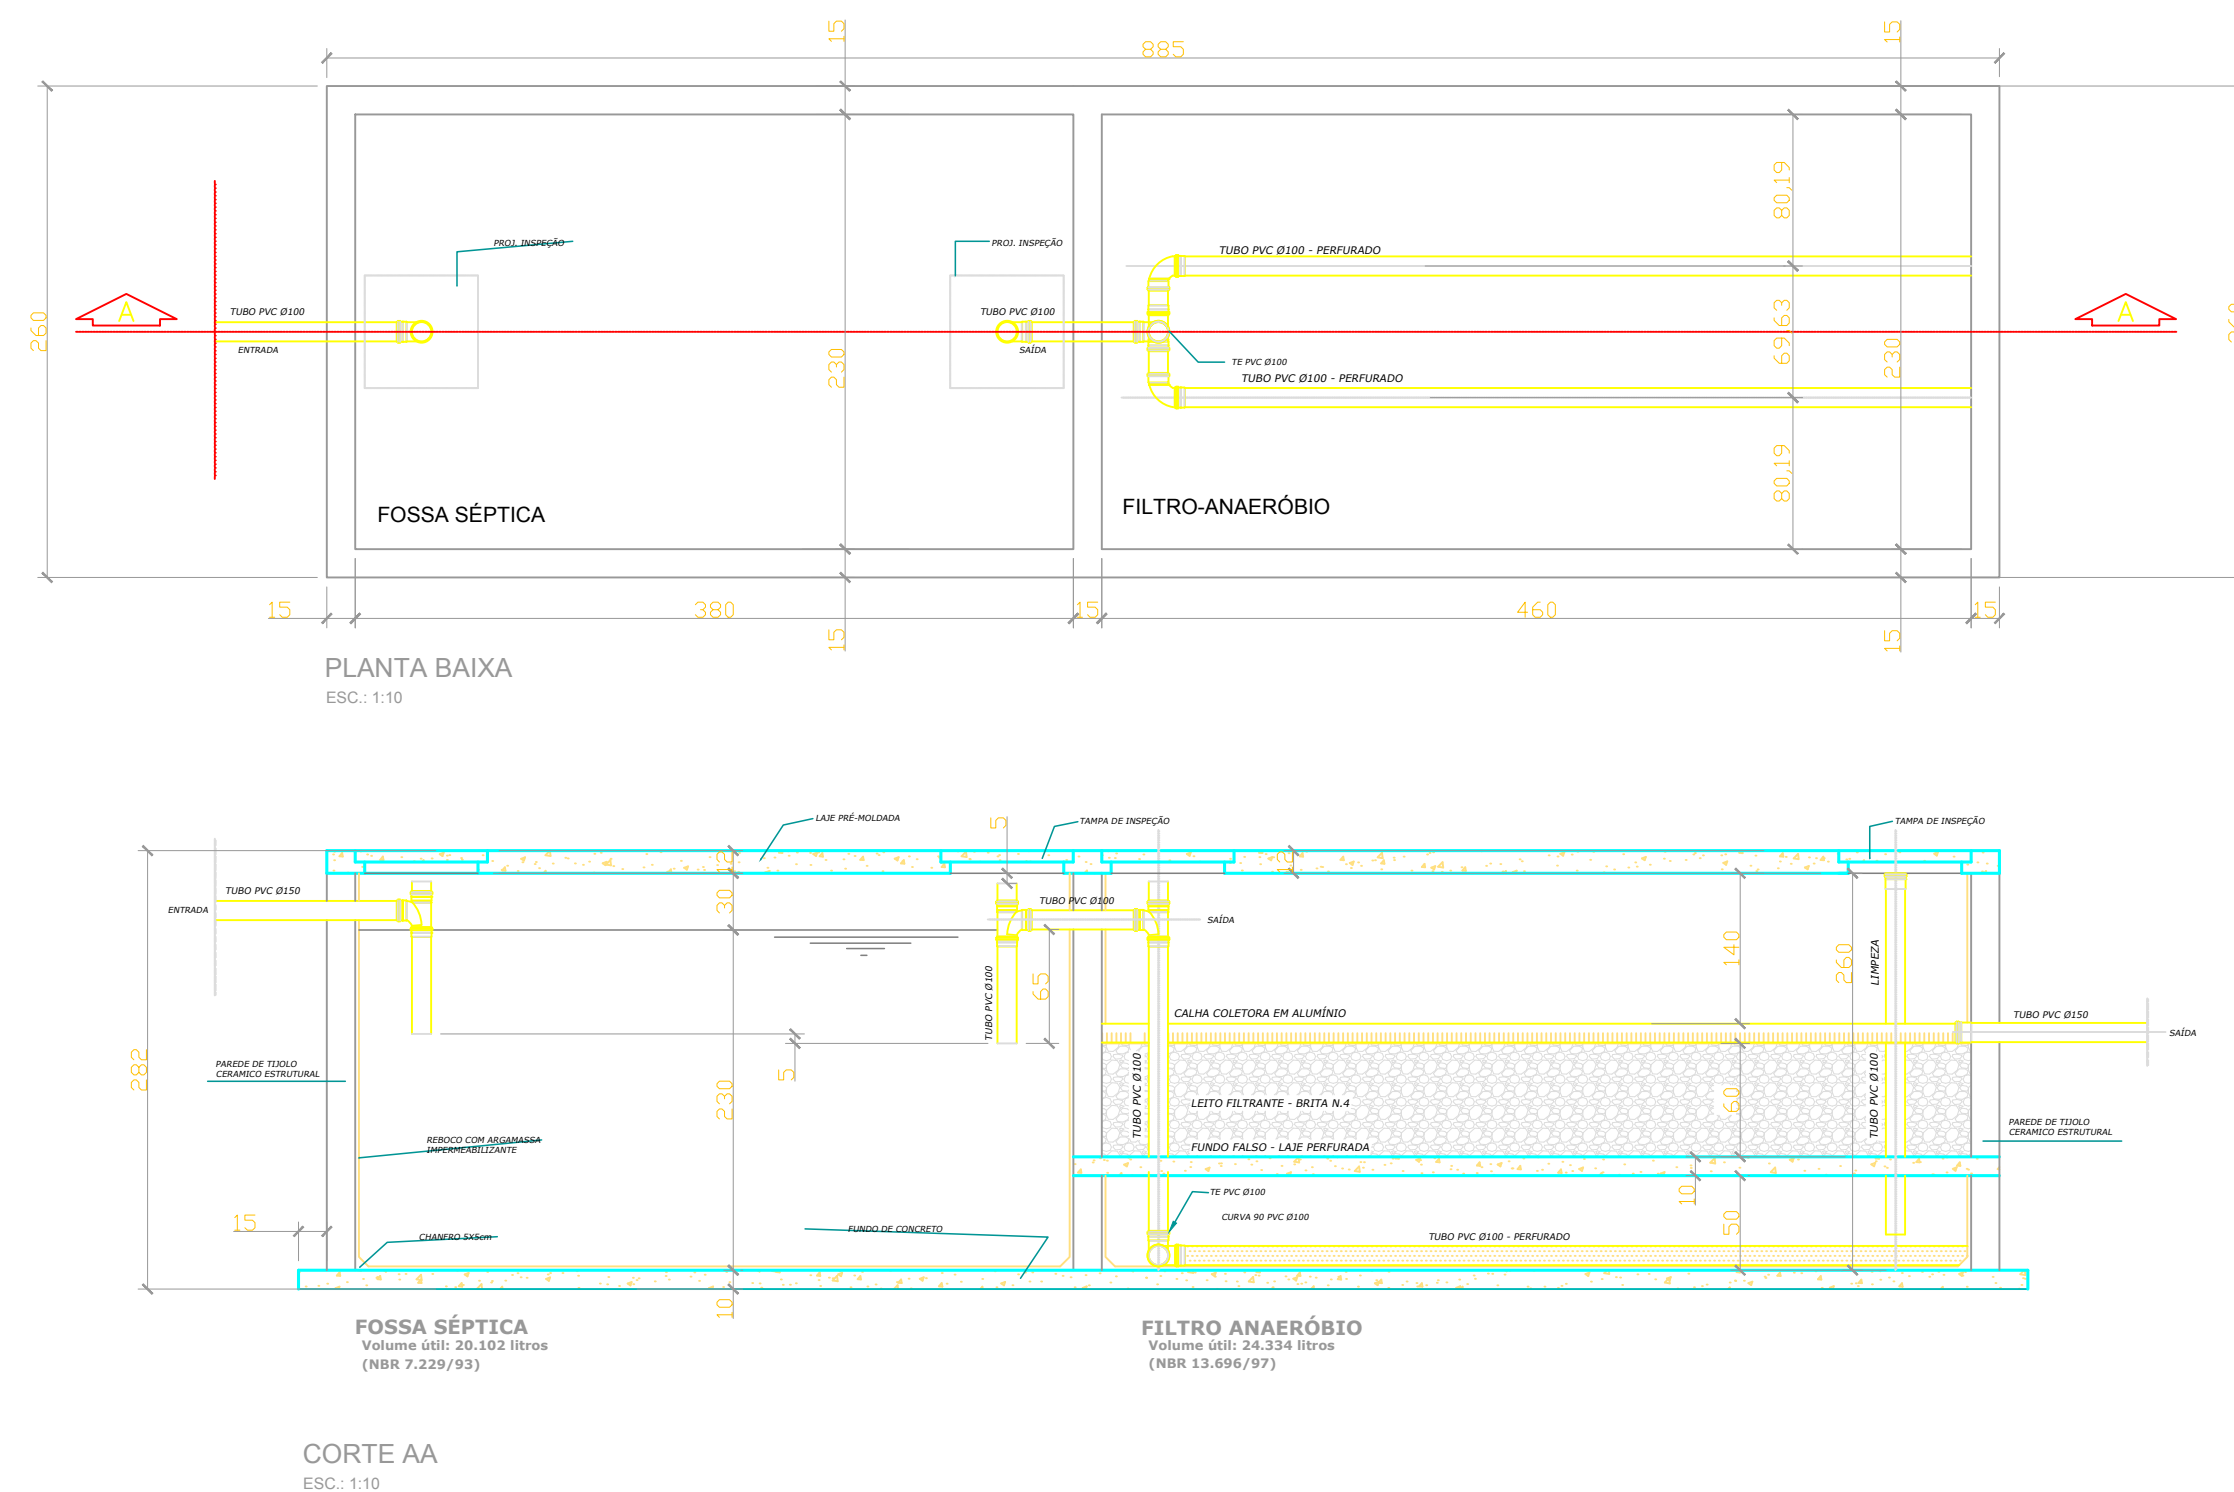 15
885
15
80,19
PROJ. INSPEÇÃO
PROJ. INSPEÇÃO
TUBO PVC Ø100 - PERFURADO
A
TUBO PVC Ø100
TUBO PVC Ø100
A
260
ENTRADA
SAÍDA
69,63
230
230
TE PVC Ø100
TUBO PVC Ø100 - PERFURADO
80,19
FOSSA SÉPTICA
FILTRO-ANAERÓBIO
15
380
15
460
15
15
15
PLANTA BAIXA
ESC.: 1:10
LAJE PRÉ-MOLDADA
5
TAMPA DE INSPEÇÃO
TAMPA DE INSPEÇÃO
12
12
TUBO PVC Ø150
30
TUBO PVC Ø100
ENTRADA
SAÍDA
140
260
LIMPEZA
TUBO PVC Ø100
65
CALHA COLETORA EM ALUMÍNIO
TUBO PVC Ø150
SAÍDA
282
PAREDE DE TIJOLO
CERAMICO ESTRUTURAL
5
230
TUBO PVC Ø100
LEITO FILTRANTE - BRITA N.4
60
TUBO PVC Ø100
PAREDE DE TIJOLO
CERAMICO ESTRUTURAL
REBOCO COM ARGAMASSA
IMPERMEABILIZANTE
FUNDO FALSO - LAJE PERFURADA
10
TE PVC Ø100
15
CURVA 90 PVC Ø100
50
CHANFRO 5X5cm
FUNDO DE CONCRETO
TUBO PVC Ø100 - PERFURADO
10
FOSSA SÉPTICA
Volume útil: 20.102 litros
(NBR 7.229/93)
FILTRO ANAERÓBIO
Volume útil: 24.334 litros
(NBR 13.696/97)
CORTE AA
ESC.: 1:10